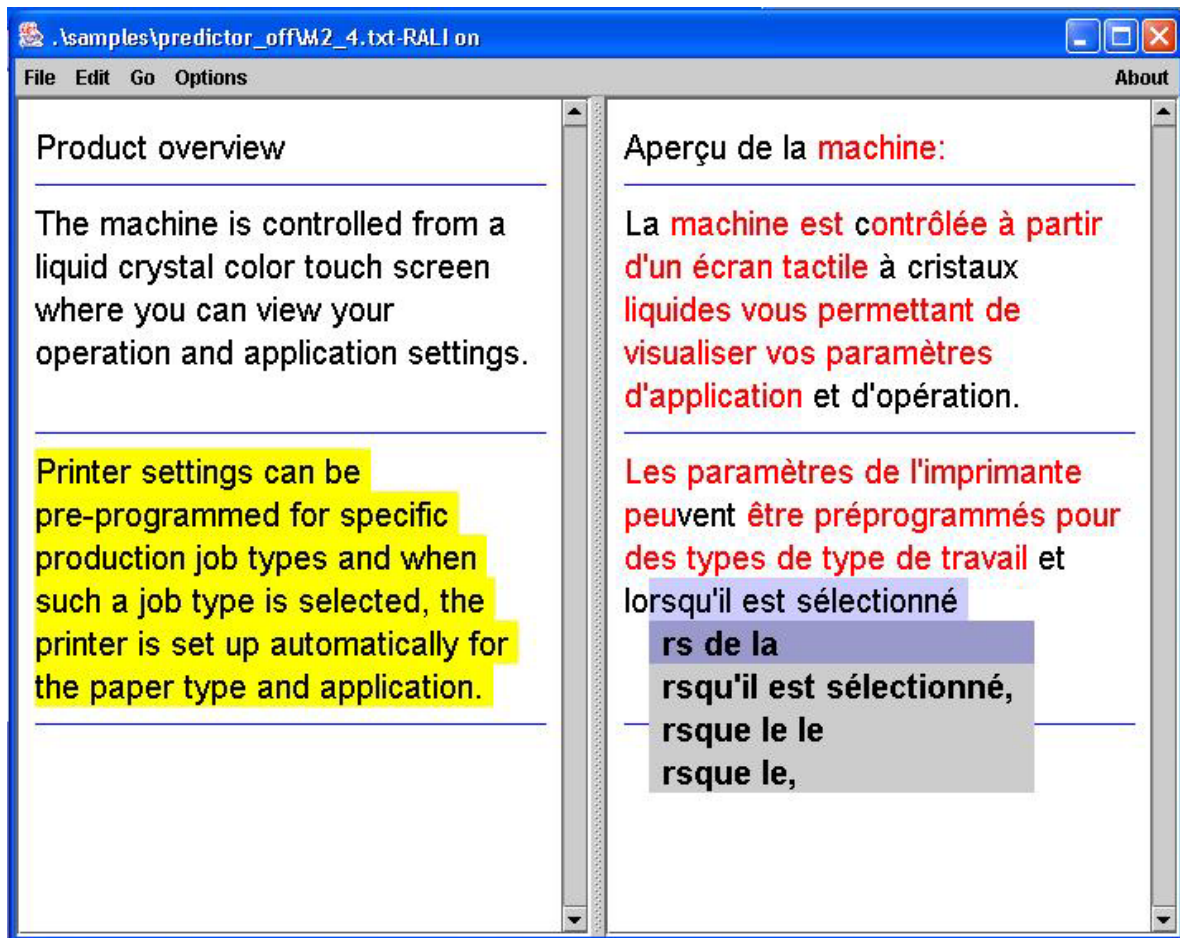 .\samples\predictor_off\M2_4.txt-RALI on
File Edit Go Options About
Product overview
The machine is controlled from a
liquid crystal color touch screen
where you can view your
operation and application settings.
Printer settings can be
pre-programmed for specific
production job types and when
such a job type is selected, the
printer is set up automatically for
the paper type and application.
Aperçu de la machine:
La machine est contrôlée à partir
d'un écran tactile à cristaux
liquides vous permettant de
visualiser vos paramètres
d'application et d'opération.
Les paramètres de l'imprimante
peuvent être préprogrammés pour
des types de type de travail et
lorsqu'il est sélectionné
rs de la
rsqu'il est sélectionné,
rsque le le
rsque le,